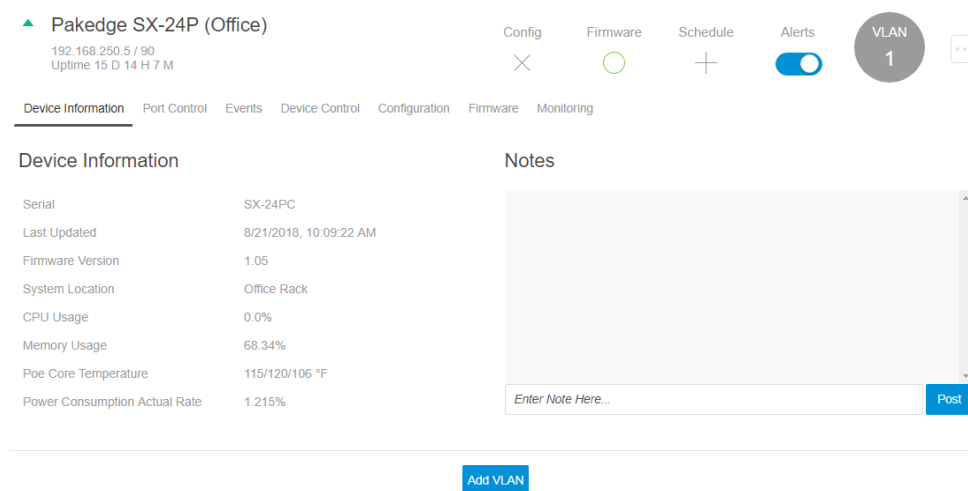 Pakedge SX-24P (Office)
192.168.250.5 / 90
Uptime 15 D 14 H 7 M
Config Firmware Schedule Alerts VLAN
1
Device Information Port Control Events Device Control Configuration Firmware Monitoring
Device Information
Serial SX-24PC
Last Updated 8/21/2018, 10:09:22 AM
Firmware Version 1.05
System Location Office Rack
CPU Usage 0.0%
Memory Usage 68.34%
Poe Core Temperature 115/120/106 °F
Power Consumption Actual Rate 1.215%
Notes
Enter Note Here...
Post
Add VLAN